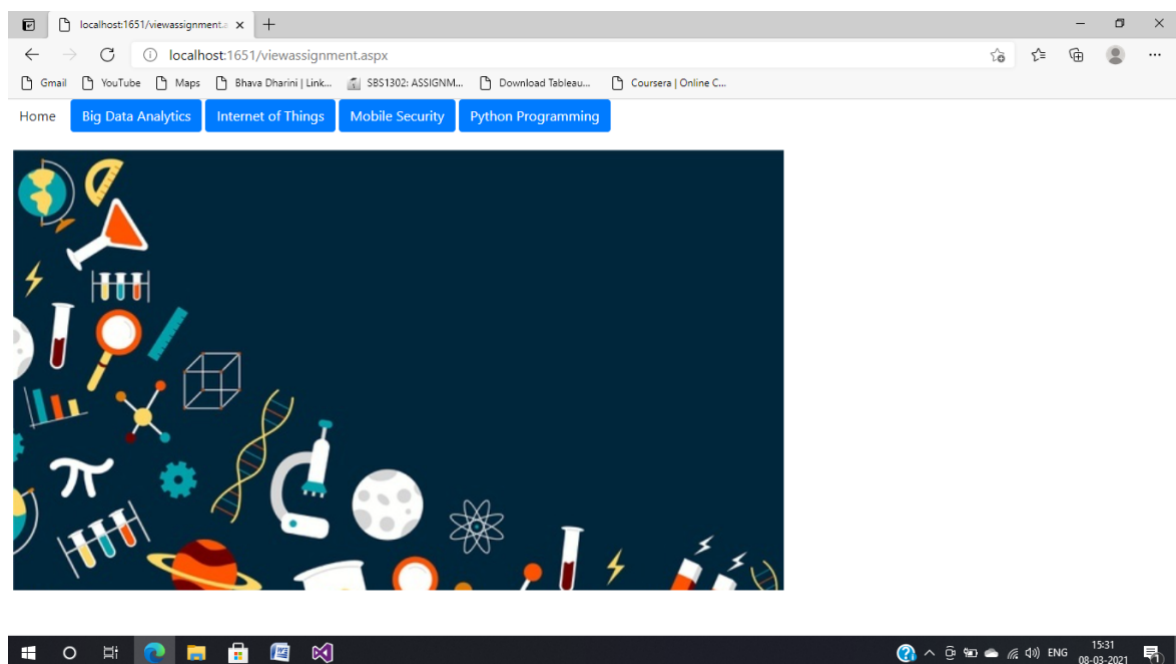 localhost:1651/viewassignment.a
localhost:1651/viewassignment.aspx
Gmail YouTube Maps Bhava Dharini | Link... SBS1302: ASSIGNM... Download Tableau... Coursera | Online C...
Home Big Data Analytics Internet of Things Mobile Security Python Programming
π
ENG 15:31
08-03-2021